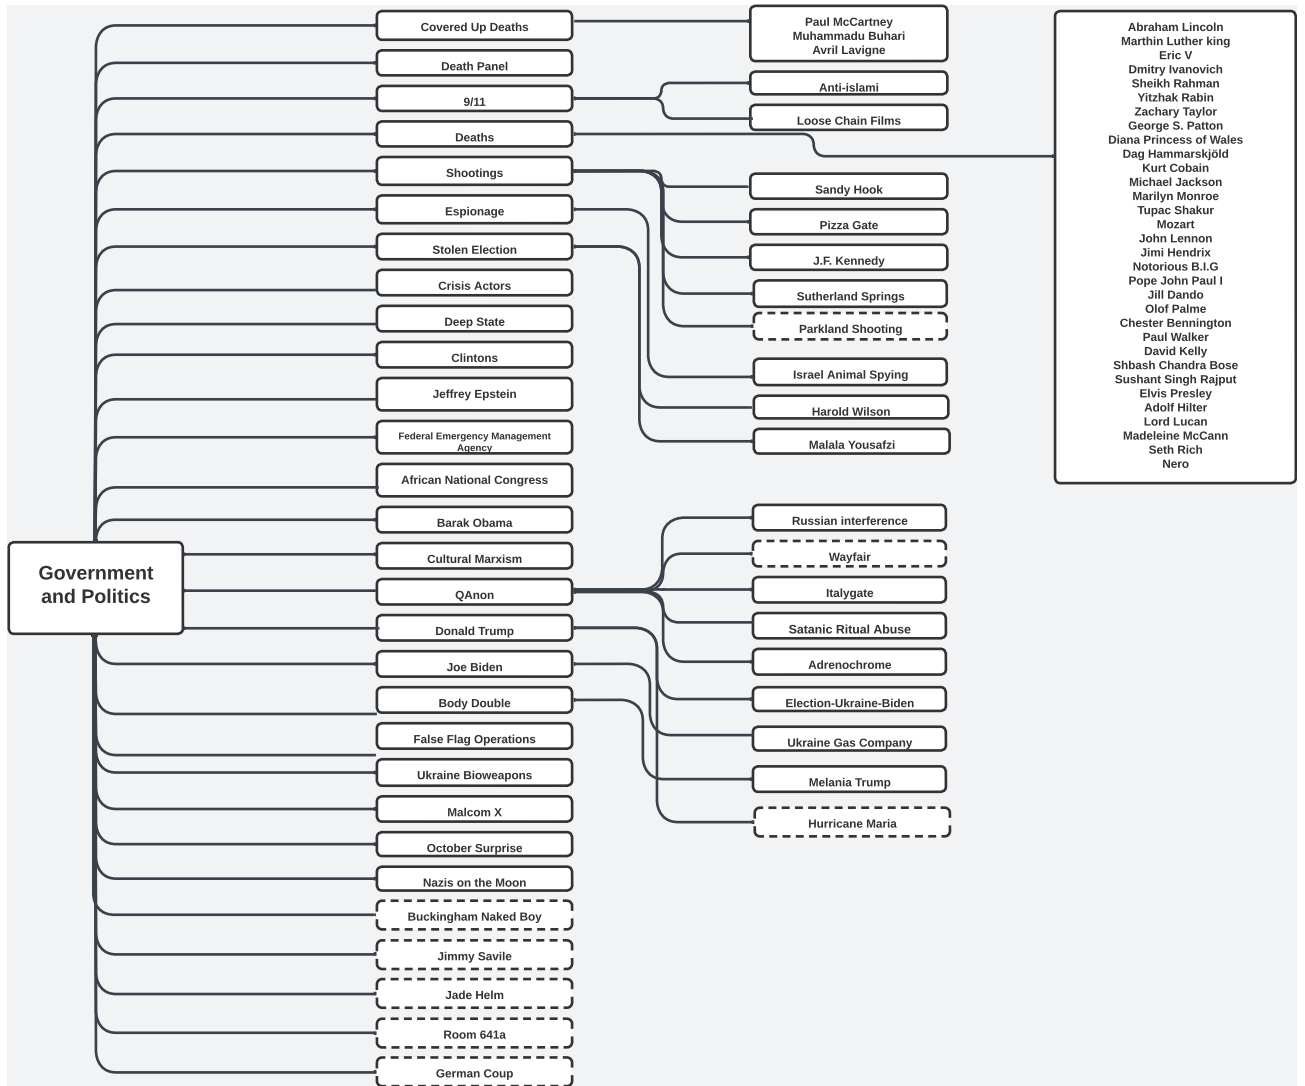 Government
and Politics
Covered Up Deaths
Death Panel
9/11
Deaths
Shootings
Espionage
Stolen Election
Crisis Actors
Deep State
Clintons
Jeffrey Epstein
Federal Emergency Management
Agency
African National Congress
Barak Obama
Cultural Marxism
QAnon
Donald Trump
Joe Biden
Body Double
False Flag Operations
Ukraine Bioweapons
Malcom X
October Surprise
Nazis on the Moon
Buckingham Naked Boy
Jimmy Savile
Jade Helm
Room 641a
German Coup
Paul McCartney
Muhammadu Buhari
Avril Lavigne
Anti-islami
Loose Chain Films
Sandy Hook
Pizza Gate
J.F. Kennedy
Sutherland Springs
Parkland Shooting
Israel Animal Spying
Harold Wilson
Malala Yousafzi
Russian interference
Wayfair
Italygate
Satanic Ritual Abuse
Adrenochrome
Election-Ukraine-Biden
Ukraine Gas Company
Melania Trump
Hurricane Maria
Abraham Lincoln
Marthin Luther king
Eric V
Dmitry Ivanovich
Sheikh Rahman
Yitzhak Rabin
Zachary Taylor
George S. Patton
Diana Princess of Wales
Dag Hammarskjöld
Kurt Cobain
Michael Jackson
Marilyn Monroe
Tupac Shakur
Mozart
John Lennon
Jimi Hendrix
Notorious B.I.G
Pope John Paul I
Jill Dando
Olof Palme
Chester Bennington
Paul Walker
David Kelly
Shbash Chandra Bose
Sushant Singh Rajput
Elvis Presley
Adolf Hilter
Lord Lucan
Madeleine McCann
Seth Rich
Nero